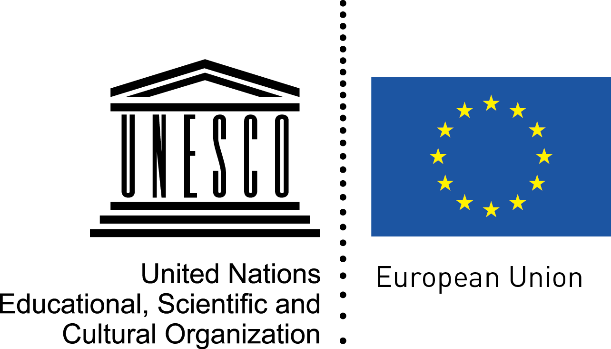 UNESCO
United Nations
Educational, Scientific and
Cultural Organization
European Union